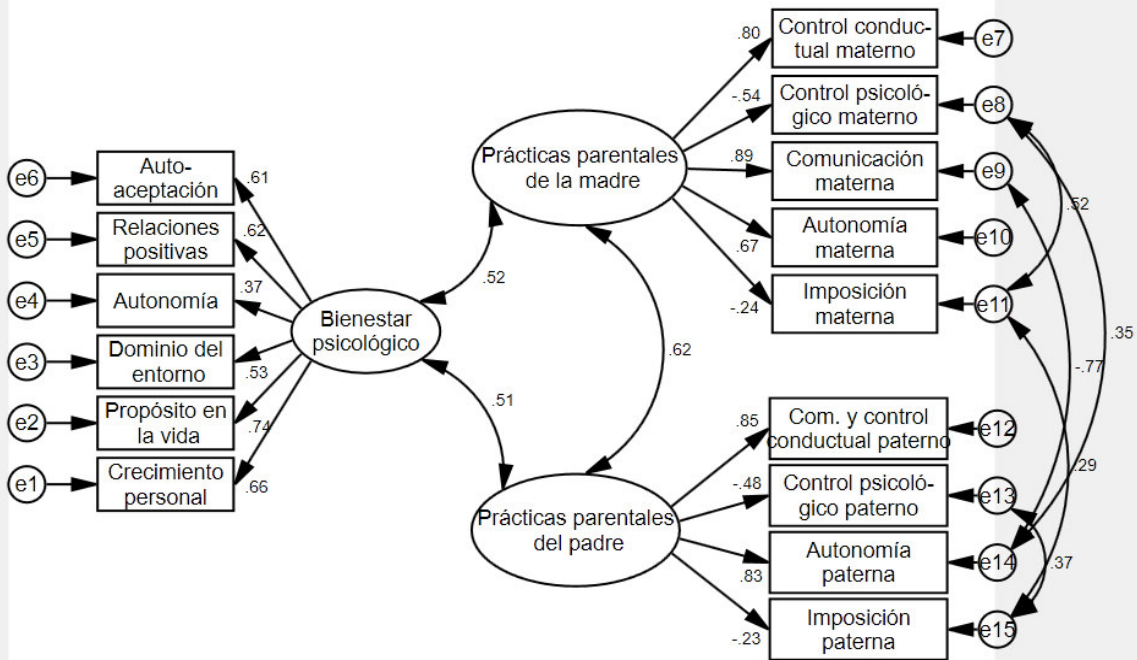 e6
Auto-
aceptación
.61
e5
Relaciones
positivas
.62
e4
Autonomía
.37
e3
Dominio del
entorno
.53
e2
Propósito en
la vida
.74
e1
Crecimiento
personal
.66
Bienestar
psicológico
.52
.51
.62
Prácticas parentales
de la madre
Prácticas parentales
del padre
.80
Control conduc-
tual materno
e7
-.54
Control psicoló-
gico materno
e8
.89
Comunicación
materna
e9
.67
Autonomía
materna
e10
-.24
Imposición
materna
e11
.85
Com. y control
conductual paterno
e12
-.48
Control psicoló-
gico paterno
e13
.83
Autonomía
paterna
e14
-.23
Imposición
paterna
e15
.52
.35
-.77
.29
.37